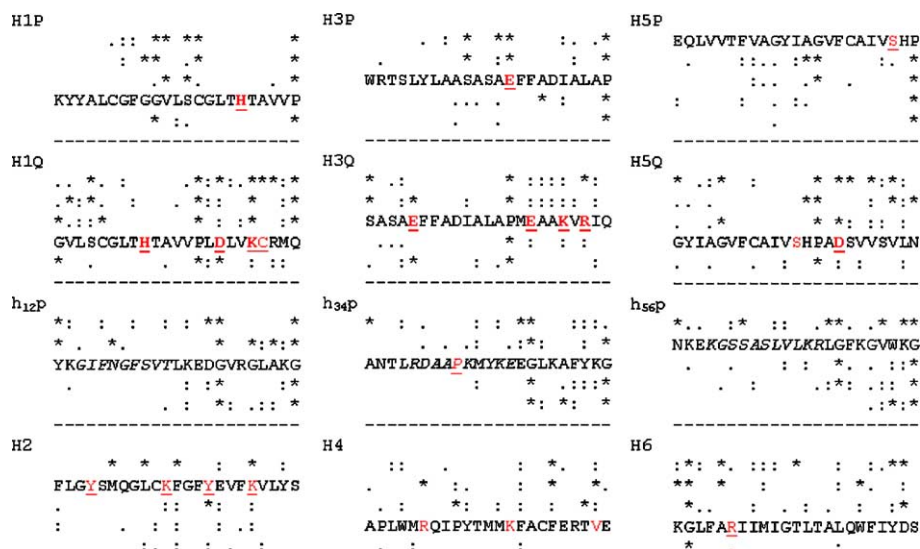 H1P
KYYALCGFGGVLSCGLTHTAVVP
H3P
WRTSLYLAASASAEFFADIALAP
H5P
EQLVVTFVAGYIAGVFCAIVSHP
H1Q
GVLSCGLTHTAVVPLDLVKCRMQ
H3Q
SASAEFFADIALAPMEAAKVRIQ
H5Q
GYIAGVFCAIVSHPADSVVSVLN
h12p
YKGIFNGFSVTLKEDGVRGLAKG
h34p
ANTLRDAAPKMYKEEGLKAFYKG
h56p
NKEKGSSASLVLKRLGFKGVWKG
H2
FLGYSMQGLCKFGFYEVFKVLYS
H4
APLWMRQIPYTMMKFACFERTVE
H6
KGLFARIIMIGTLTALQWFIYDS